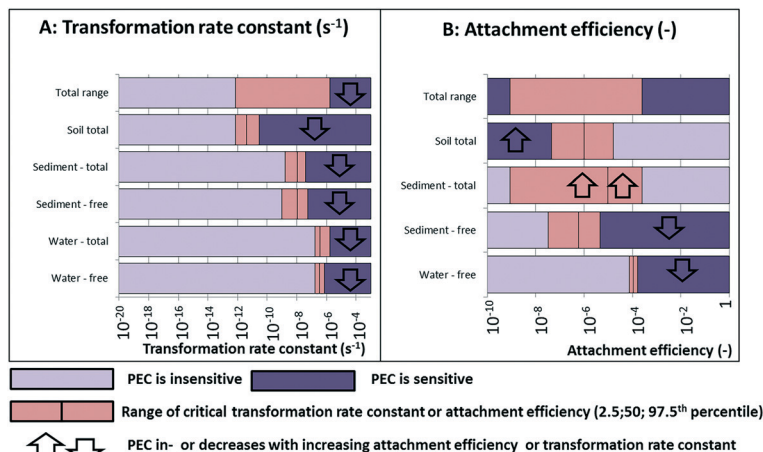 A: Transformation rate constant (s⁻¹)
Total range
Soil total
Sediment - total
Sediment - free
Water - total
Water - free
10⁻²⁰
10⁻¹⁸
10⁻¹⁶
10⁻¹⁴
10⁻¹²
10⁻¹⁰
10⁻⁸
10⁻⁶
10⁻⁴
Transformation rate constant (s⁻¹)
B: Attachment efficiency (-)
Total range
Soil total
Sediment - total
Sediment - free
Water - free
10⁻¹⁰
10⁻⁸
10⁻⁶
10⁻⁴
10⁻²
1
Attachment efficiency (-)
PEC is insensitive
PEC is sensitive
Range of critical transformation rate constant or attachment efficiency (2.5;50; 97.5ᵗʰ percentile)
PEC in- or decreases with increasing attachment efficiency or transformation rate constant